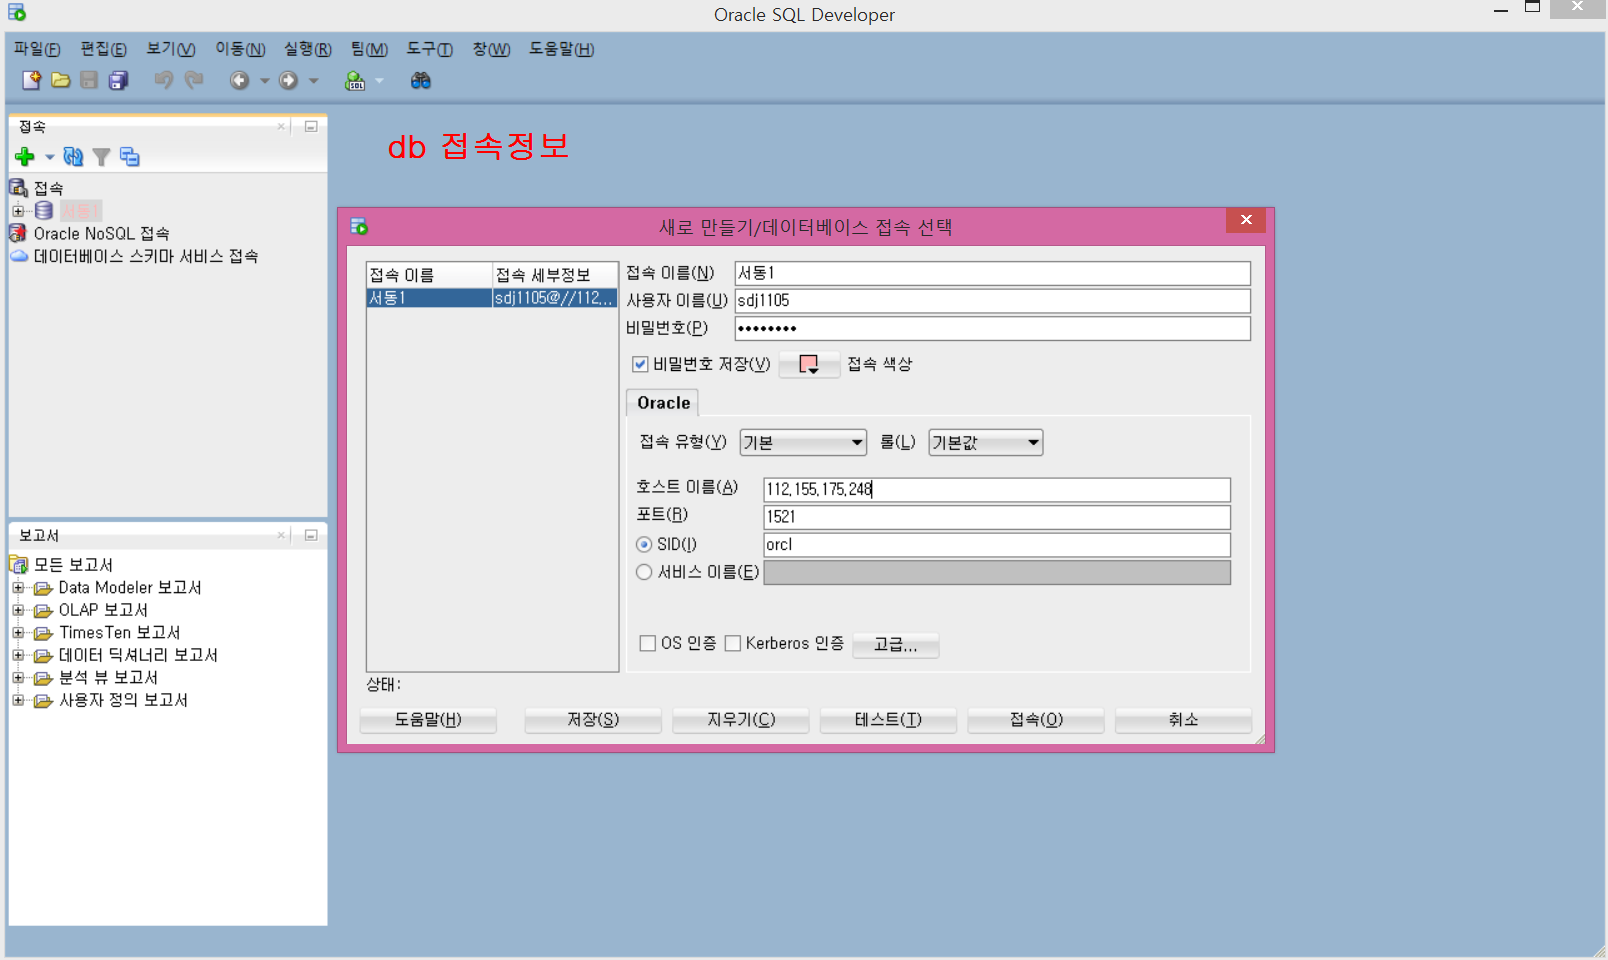 Oracle SQL Developer
파일(F) 편집(E) 보기(V) 이동(N) 실행(R) 팀(M) 도구(T) 창(W) 도움말(H)
SQL
접속
db 접속정보
접속
서동1
Oracle NoSQL 접속
데이터베이스 스키마 서비스 접속
보고서
모든 보고서
Data Modeler 보고서
OLAP 보고서
TimesTen 보고서
데이터 딕셔너리 보고서
분석 뷰 보고서
사용자 정의 보고서
새로 만들기/데이터베이스 접속 선택
접속 이름 접속 세부정보
서동1 sdj1105@//112,...
접속 이름(N) 서동1
사용자 이름(U) sdj1105
비밀번호(P) ••••••••
비밀번호 저장(V) 접속 색상
Oracle
접속 유형(Y) 기본 롤(L) 기본값
호스트 이름(A) 112,155,175,248
포트(R) 1521
SID(I) orcl
서비스 이름(E)
OS 인증 Kerberos 인증 고급...
상태:
도움말(H) 저장(S) 지우기(C) 테스트(T) 접속(O) 취소